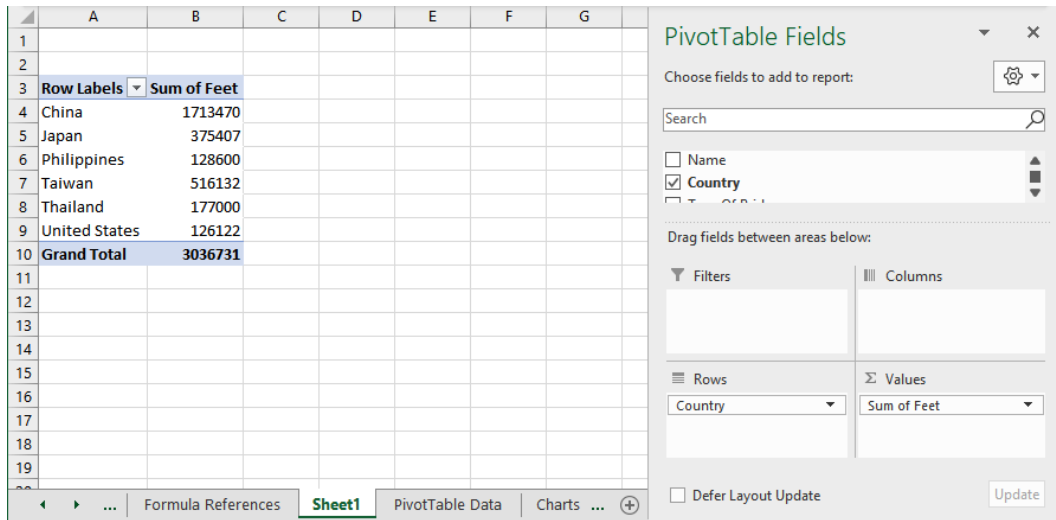 A B C D E F G
1
2
3 Row Labels Sum of Feet
4 China 1713470
5 Japan 375407
6 Philippines 128600
7 Taiwan 516132
8 Thailand 177000
9 United States 126122
10 Grand Total 3036731
11
12
13
14
15
16
17
18
19
... Formula References Sheet1 PivotTable Data Charts ...
PivotTable Fields
Choose fields to add to report:
Search
Name
Country
Drag fields between areas below:
Filters
Columns
Rows
Σ Values
Country
Sum of Feet
Defer Layout Update
Update